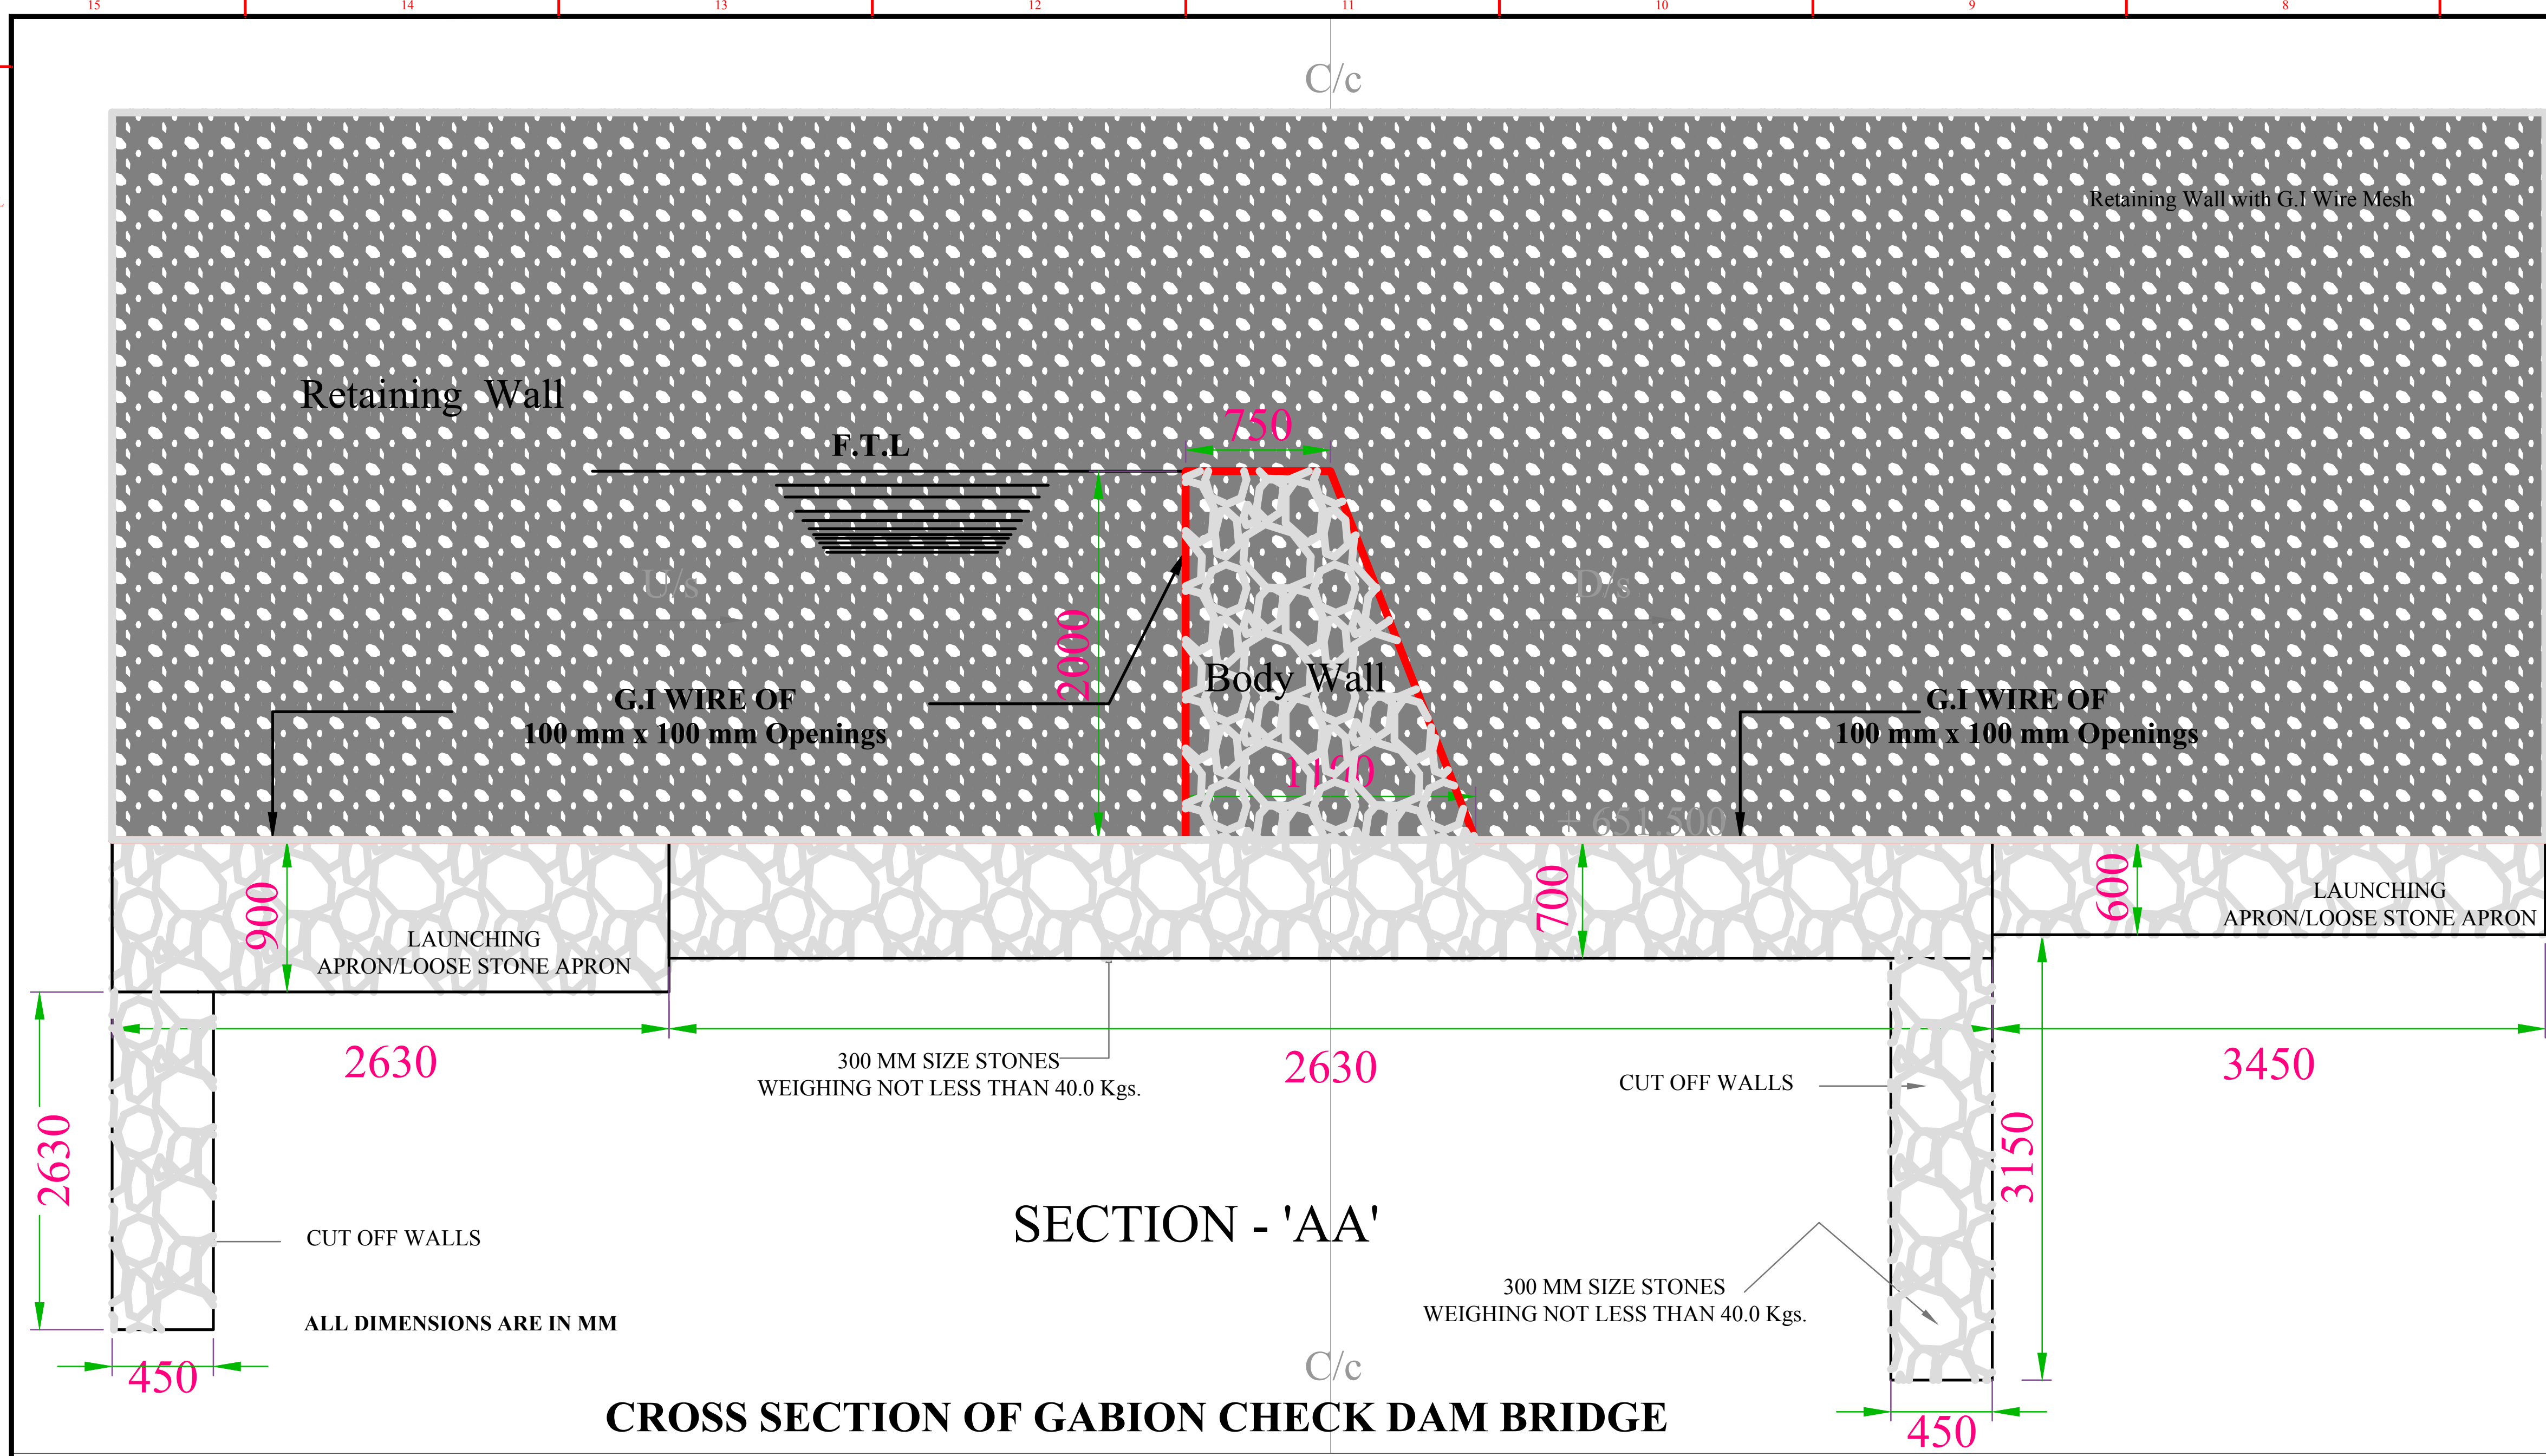 15 14 13 12 11 10 9 8
C/c
Retaining Wall with G.I Wire Mesh
Retaining Wall
750
F.T.L
U/s
D/s
2000
Body Wall
G.I WIRE OF
100 mm x 100 mm Openings
G.I WIRE OF
100 mm x 100 mm Openings
+ 651.500
900
LAUNCHING
APRON/LOOSE STONE APRON
700
600
LAUNCHING
APRON/LOOSE STONE APRON
2630
2630
3450
300 MM SIZE STONES
WEIGHING NOT LESS THAN 40.0 Kgs.
CUT OFF WALLS
2630
3150
CUT OFF WALLS
SECTION - 'AA'
300 MM SIZE STONES
WEIGHING NOT LESS THAN 40.0 Kgs.
ALL DIMENSIONS ARE IN MM
450
C/c
CROSS SECTION OF GABION CHECK DAM BRIDGE
450